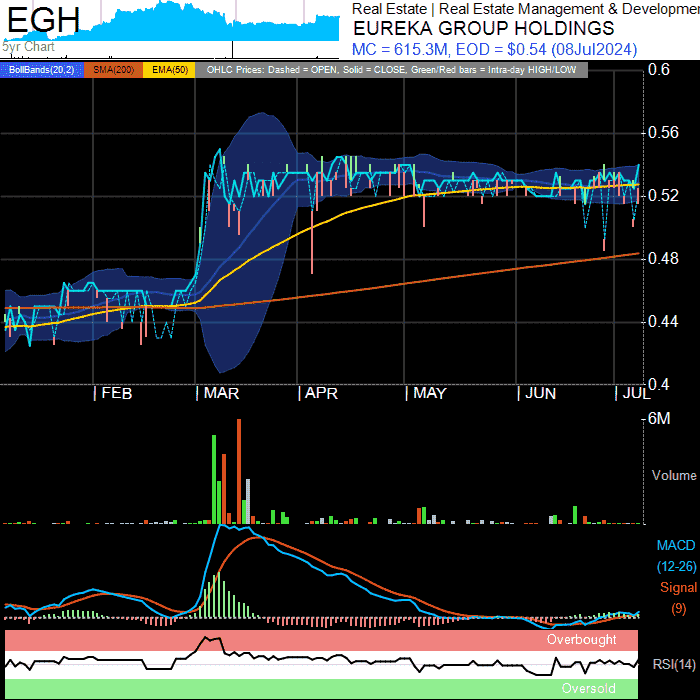 EGH
5yr Chart
Real Estate | Real Estate Management & Developmen
EUREKA GROUP HOLDINGS
MC = 615.3M, EOD = $0.54 (08Jul2024)
BollBands(20,2) SMA(200) EMA(50) OHLC Prices: Dashed = OPEN, Solid = CLOSE, Green/Red bars = Intra-day HIGH/LOW
0.6
0.56
0.52
0.48
0.44
0.4
| FEB | MAR | APR | MAY | JUN | JUL
6M
Volume
MACD
(12-26)
Signal
(9)
Overbought
RSI(14)
Oversold